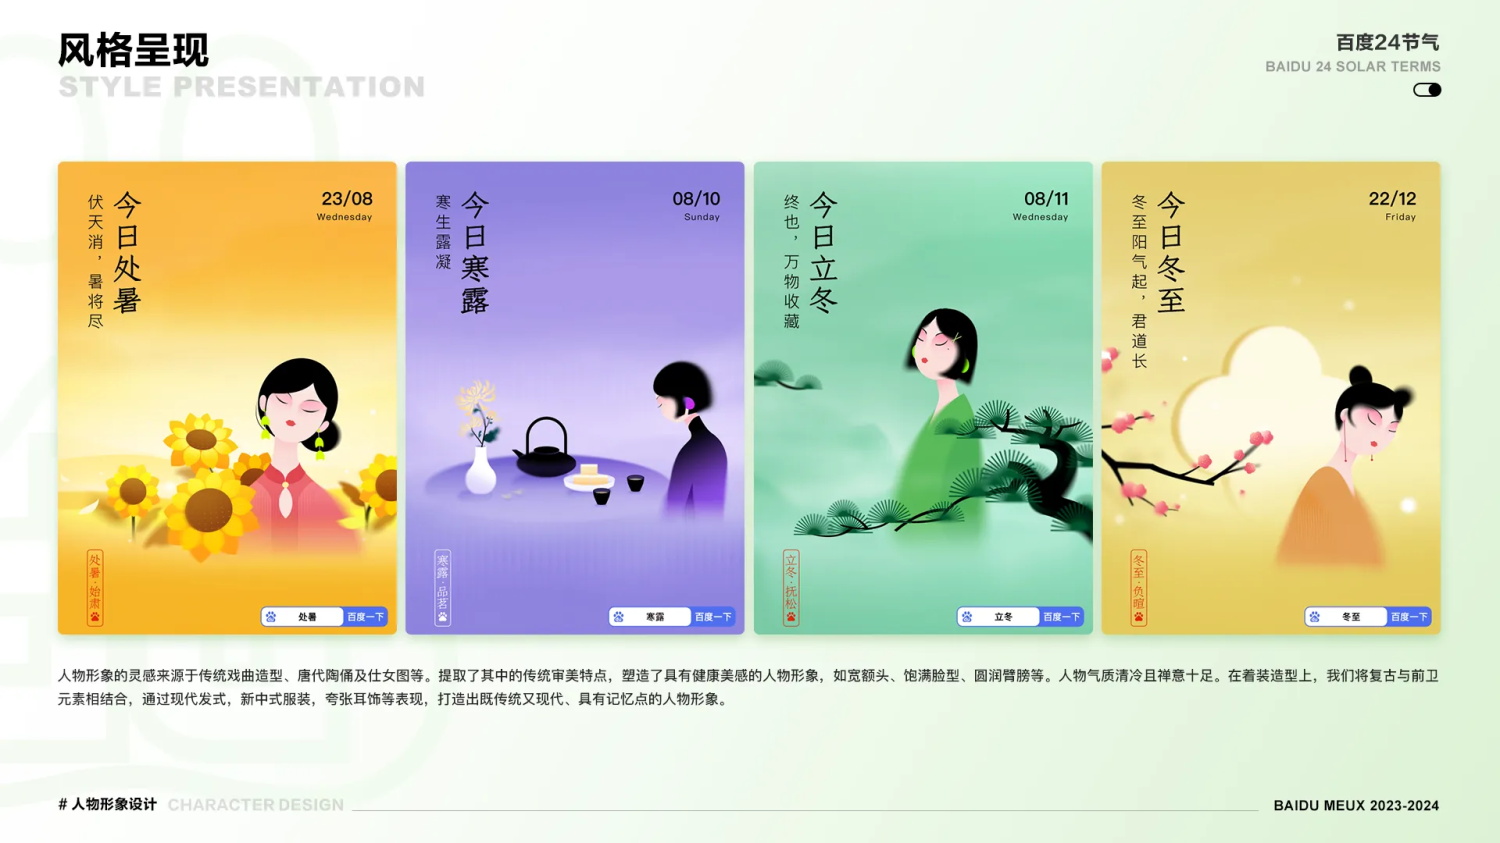 风格呈现
STYLE PRESENTATION
百度24节气
BAIDU 24 SOLAR TERMS
今日处暑
伏天消，暑将尽
23/08
Wednesday
处暑·始肃
处暑
百度一下
今日寒露
寒生露凝
08/10
Sunday
寒露·品茗
寒露
百度一下
今日立冬
终也，万物收藏
08/11
Wednesday
立冬·抚松
立冬
百度一下
今日冬至
冬至阳气起，君道长
22/12
Friday
冬至·负暄
冬至
百度一下
人物形象的灵感来源于传统戏曲造型、唐代陶俑及仕女图等。提取了其中的传统审美特点，塑造了具有健康美感的人物形象，如宽额头、饱满脸型、圆润臂膀等。人物气质清冷且禅意十足。在着装造型上，我们将复古与前卫
元素相结合，通过现代发式，新中式服装，夸张耳饰等表现，打造出既传统又现代、具有记忆点的人物形象。
# 人物形象设计 CHARACTER DESIGN
BAIDU MEUX 2023-2024